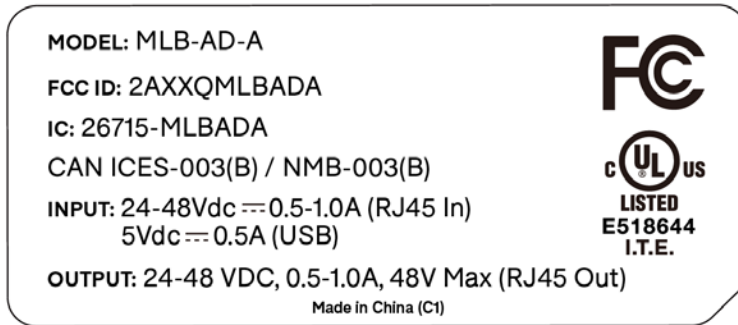 MODEL: MLB-AD-A
FCC ID: 2AXXQMLBADA
IC: 26715-MLBADA
CAN ICES-003(B) / NMB-003(B)
INPUT: 24-48Vdc ⎓ 0.5-1.0A (RJ45 In)
5Vdc ⎓ 0.5A (USB)
OUTPUT: 24-48 VDC, 0.5-1.0A, 48V Max (RJ45 Out)
Made in China (C1)
FC
C UL ® US
LISTED
E518644
I.T.E.